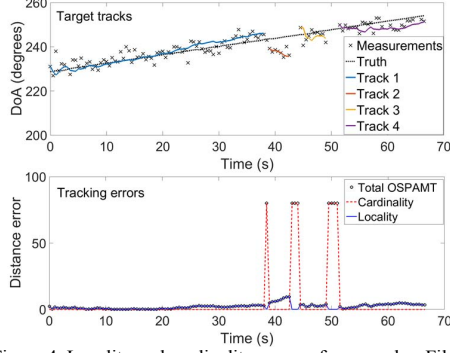 260
Target tracks
240
220
200
DoA (degrees)
Measurements
Truth
Track 1
Track 2
Track 3
Track 4
0 10 20 30 40 50 60 70
Time (s)
100
Tracking errors
50
0
Distance error
Total OSPAMT
Cardinality
Locality
0 10 20 30 40 50 60 70
Time (s)